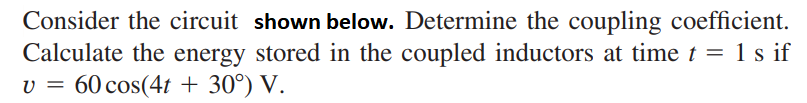 Consider the circuit shown below. Determine the coupling coefficient.
Calculate the energy stored in the coupled inductors at time t = 1 s if
v = 60 cos(4t + 30°) V.